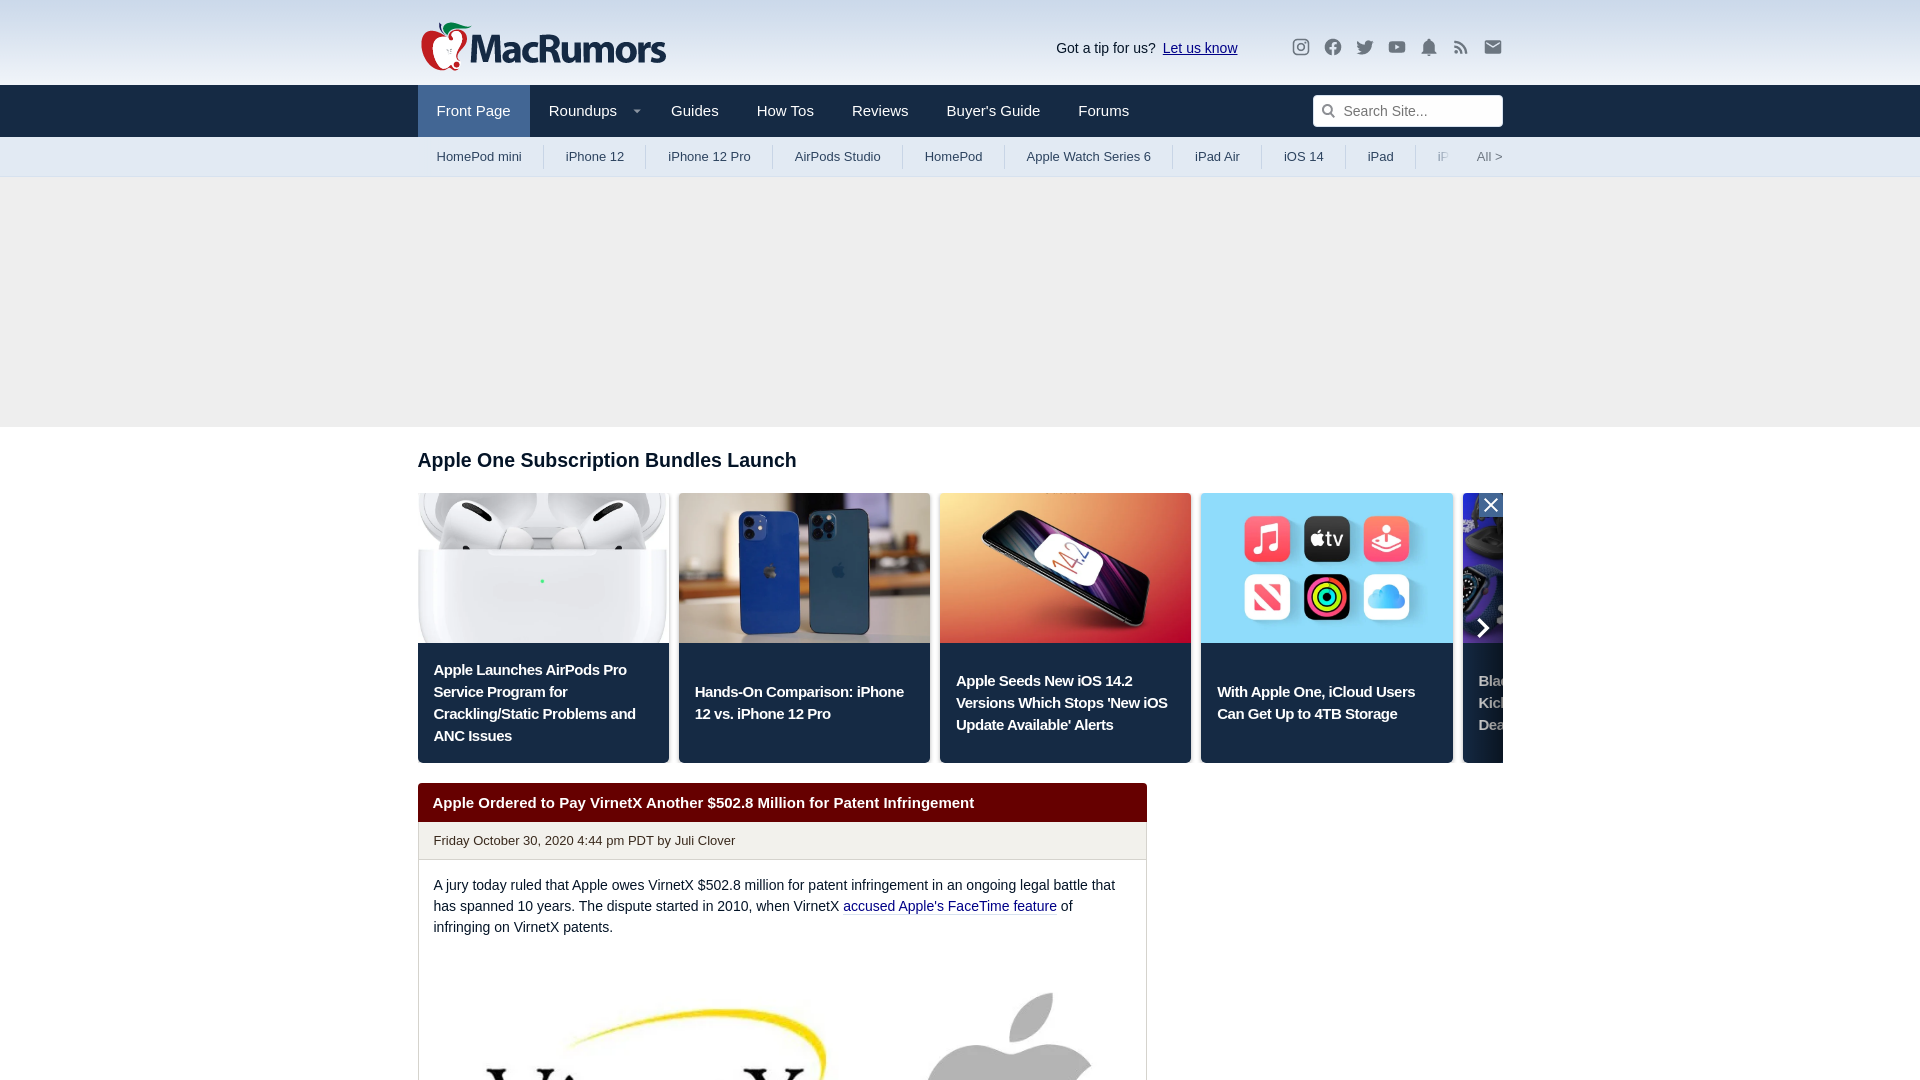 MacRumors
Got a tip for us? Let us know
Front Page
Roundups
Guides
How Tos
Reviews
Buyer's Guide
Forums
Search Site...
HomePod mini
iPhone 12
iPhone 12 Pro
AirPods Studio
HomePod
Apple Watch Series 6
iPad Air
iOS 14
iPad
iP
All >
Apple One Subscription Bundles Launch
14.2
tv
Apple Launches AirPods Pro
Service Program for
Crackling/Static Problems and
ANC Issues
Hands-On Comparison: iPhone
12 vs. iPhone 12 Pro
Apple Seeds New iOS 14.2
Versions Which Stops 'New iOS
Update Available' Alerts
With Apple One, iCloud Users
Can Get Up to 4TB Storage
Apple Ordered to Pay VirnetX Another $502.8 Million for Patent Infringement
Friday October 30, 2020 4:44 pm PDT by Juli Clover
A jury today ruled that Apple owes VirnetX $502.8 million for patent infringement in an ongoing legal battle that
has spanned 10 years. The dispute started in 2010, when VirnetX accused Apple's FaceTime feature of
infringing on VirnetX patents.